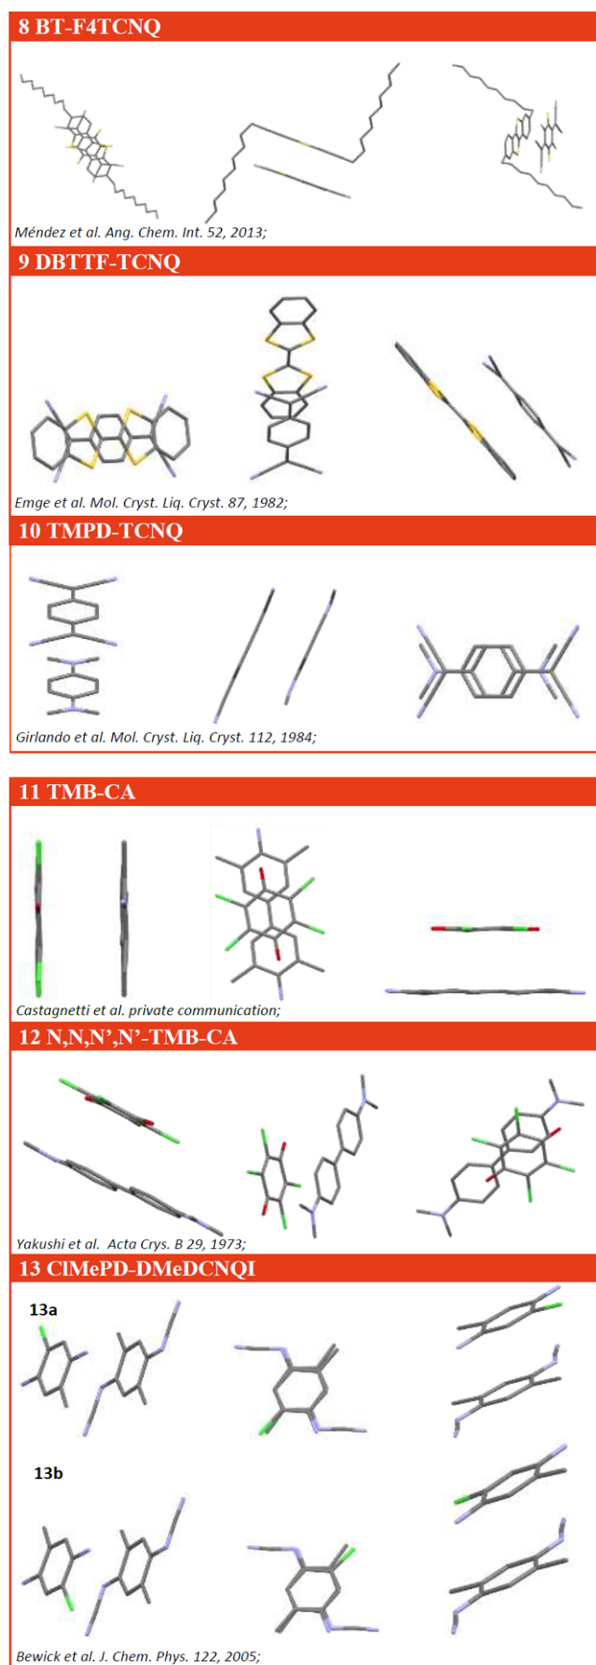 8 BT-F4TCNQ
Méndez et al. Ang. Chem. Int. 52, 2013;
9 DBTTF-TCNQ
Emge et al. Mol. Cryst. Liq. Cryst. 87, 1982;
10 TMPD-TCNQ
Girlando et al. Mol. Cryst. Liq. Cryst. 112, 1984;
11 TMB-CA
Castagnetti et al. private communication;
12 N,N,N’,N’-TMB-CA
Yakushi et al. Acta Crys. B 29, 1973;
13 ClMePD-DMeDCNQI
13a
13b
Bewick et al. J. Chem. Phys. 122, 2005;